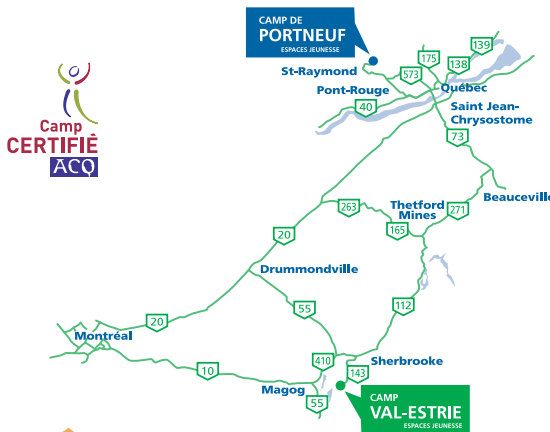 CAMP DE
PORTNEUF
ESPACES JEUNESSE
139
175
138
St-Raymond
573
Pont-Rouge
Québec
40
Saint Jean-
Chrysostome
Camp
CERTIFIÉ
ACQ
73
Beauceville
263
Thetford
Mines
271
165
20
Drummondville
55
112
20
Montréal
410
Sherbrooke
143
10
Magog
55
CAMP
VAL-ESTRIE
ESPACES JEUNESSE